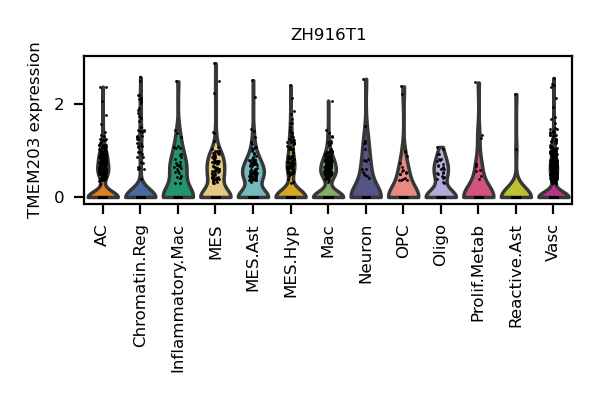 ZH916T1
TMEM203 expression
2
0
AC
Chromatin.Reg
Inflammatory.Mac
MES
MES.Ast
MES.Hyp
Mac
Neuron
OPC
Oligo
Prolif.Metab
Reactive.Ast
Vasc